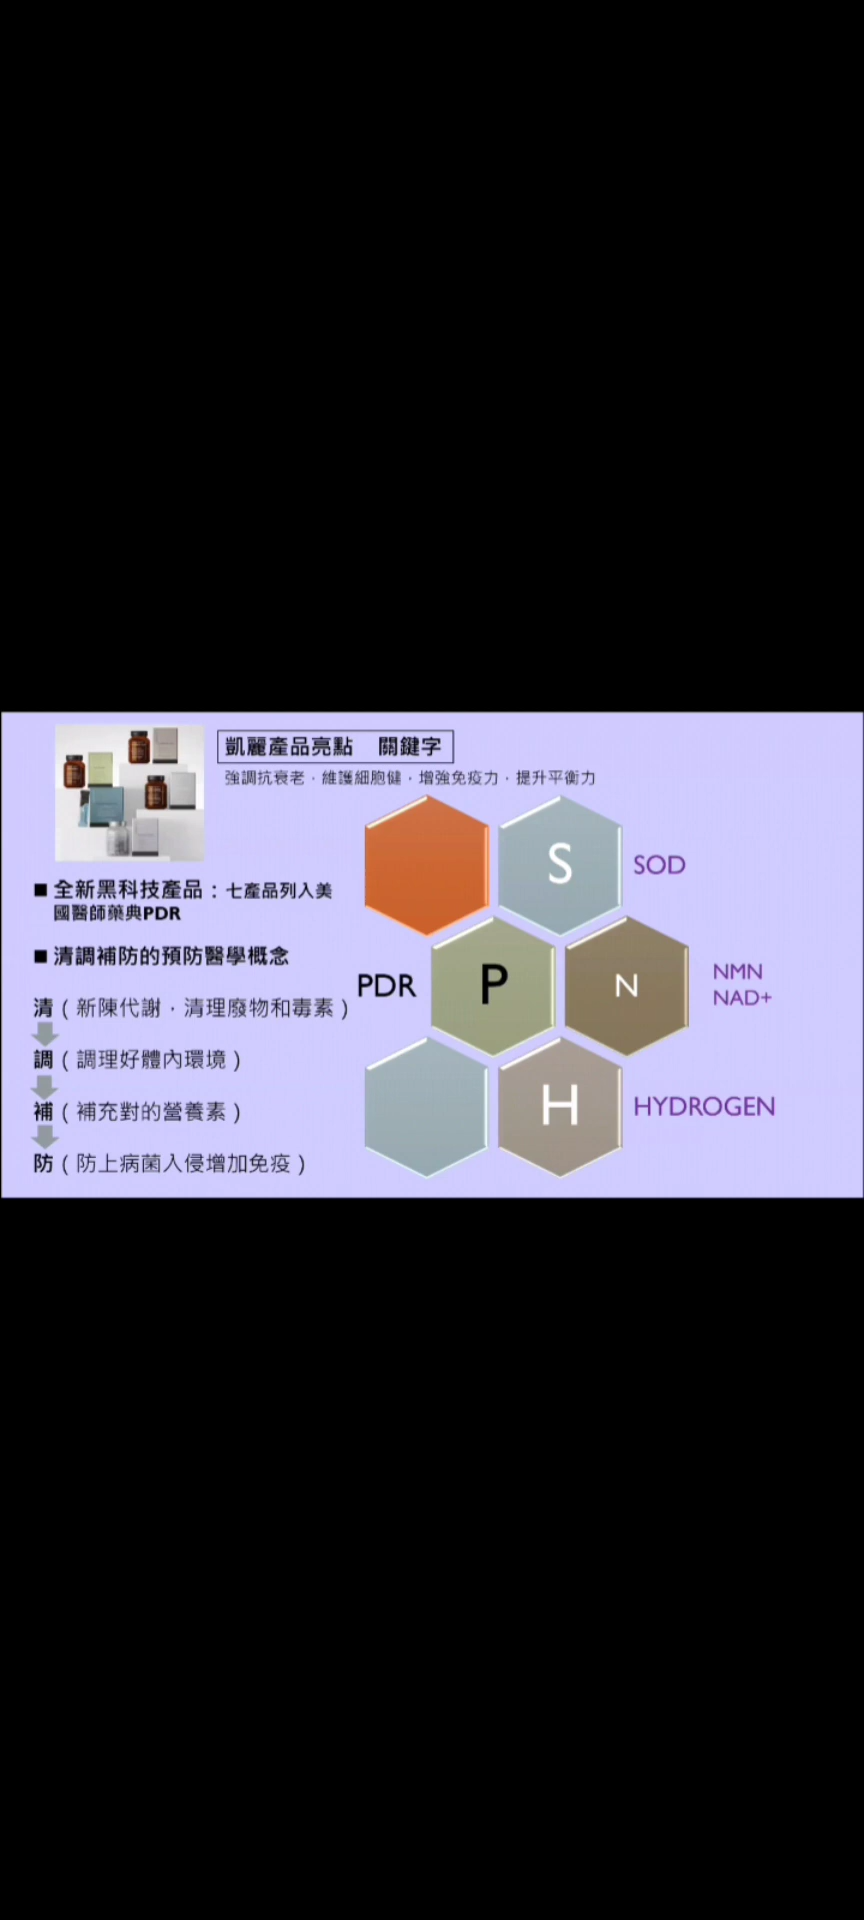 凱麗產品亮點 關鍵字
強調抗衰老，維護細胞健，增強免疫力，提升平衡力
■ 全新黑科技產品：七產品列入美
國醫師藥典PDR
■ 清調補防的預防醫學概念
清（新陳代謝，清理廢物和毒素）
調（調理好體內環境）
補（補充對的營養素）
防（防上病菌入侵增加免疫）
S
SOD
PDR
P
N
NMN
NAD+
H
HYDROGEN